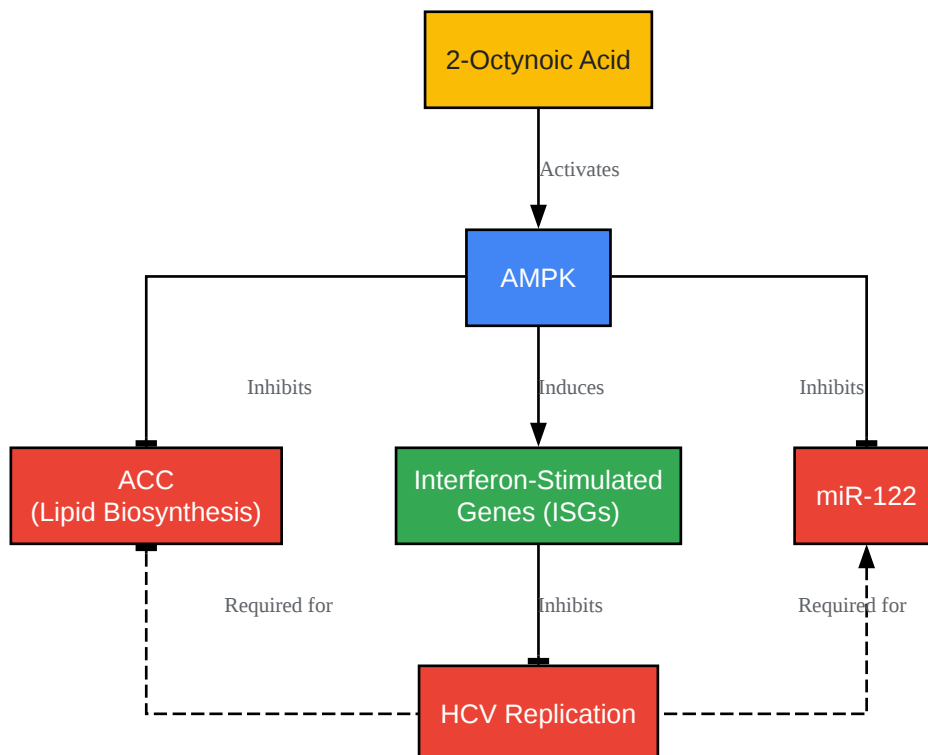 2-Octynoic Acid
Activates
AMPK
Inhibits
Induces
Inhibits
ACC
(Lipid Biosynthesis)
Interferon-Stimulated
Genes (ISGs)
miR-122
Required for
Inhibits
Required for
HCV Replication